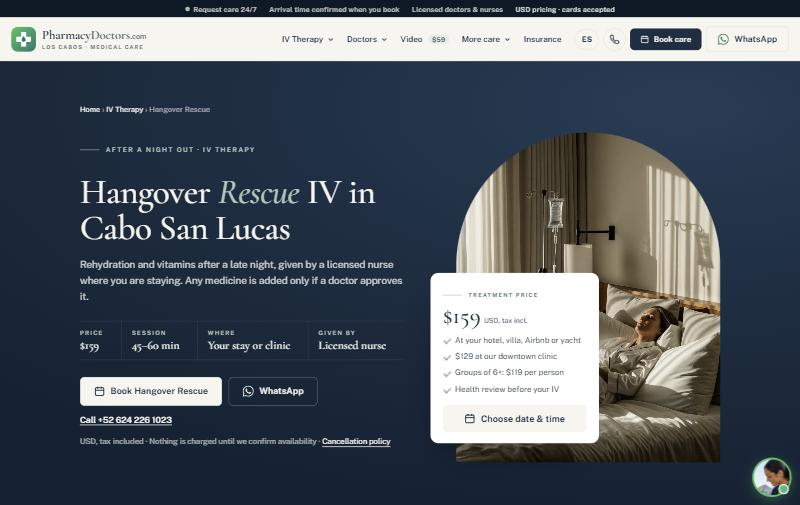 Request care 24/7 Arrival time confirmed when you book Licensed doctors & nurses USD pricing · cards accepted
PharmacyDoctors.com
LOS CABOS · MEDICAL CARE
IV Therapy Doctors Video $59 More care Insurance ES Book care WhatsApp
Home › IV Therapy › Hangover Rescue
AFTER A NIGHT OUT · IV THERAPY
Hangover Rescue IV in
Cabo San Lucas
Rehydration and vitamins after a late night, given by a licensed nurse
where you are staying. Any medicine is added only if a doctor approves
it.
PRICE SESSION WHERE GIVEN BY
$159 45–60 min Your stay or clinic Licensed nurse
Book Hangover Rescue WhatsApp
Call +52 624 226 1023
USD, tax included · Nothing is charged until we confirm availability · Cancellation policy
TREATMENT PRICE
$159 USD, tax incl.
At your hotel, villa, Airbnb or yacht
$129 at our downtown clinic
Groups of 6+: $119 per person
Health review before your IV
Choose date & time